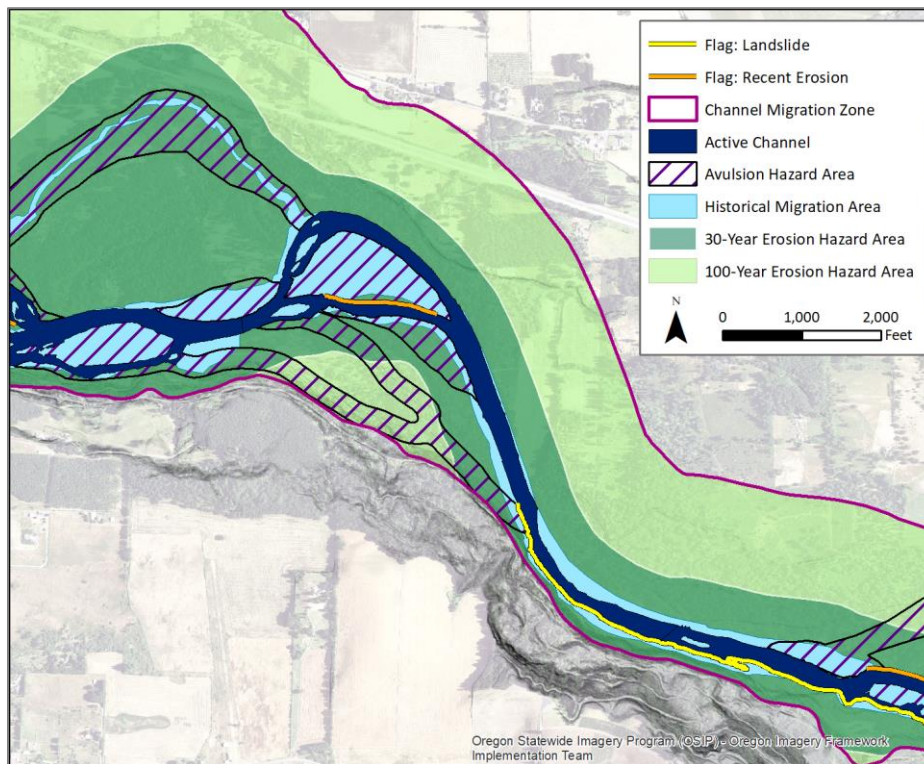 Flag: Landslide
Flag: Recent Erosion
Channel Migration Zone
Active Channel
Avulsion Hazard Area
Historical Migration Area
30-Year Erosion Hazard Area
100-Year Erosion Hazard Area
N
0 1,000 2,000
Feet
Oregon Statewide Imagery Program (OSIP) - Oregon Imagery Framework
Implementation Team